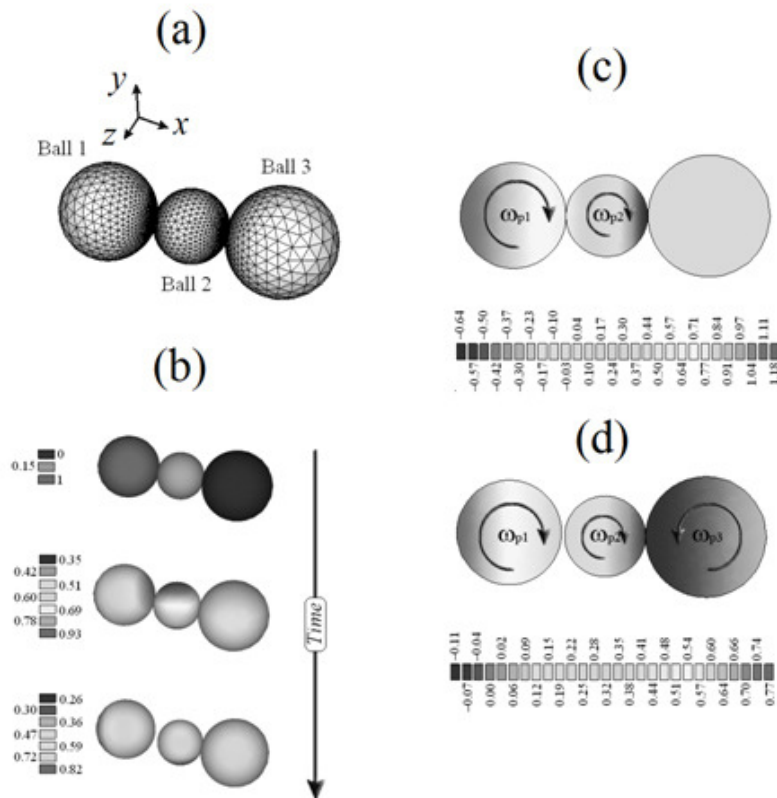 (a)
y
x
z
Ball 1
Ball 3
Ball 2
(b)
0
0.15
1
0.35
0.42
0.51
0.60
0.69
0.78
0.93
0.26
0.30
0.36
0.47
0.59
0.72
0.82
Time
(c)
ωp1 ωp2
−0.64 −0.50 −0.37 −0.23 −0.10 0.04 0.17 0.30 0.44 0.57 0.71 0.84 0.97 1.11
−0.57 −0.42 −0.30 −0.17 −0.03 0.10 0.24 0.37 0.50 0.64 0.77 0.91 1.04 1.18
(d)
ωp1 ωp2 ωp3
−0.11 −0.04 0.02 0.09 0.15 0.22 0.28 0.35 0.41 0.48 0.54 0.60 0.66 0.74
−0.07 0.00 0.06 0.12 0.19 0.25 0.32 0.38 0.44 0.51 0.57 0.64 0.70 0.77